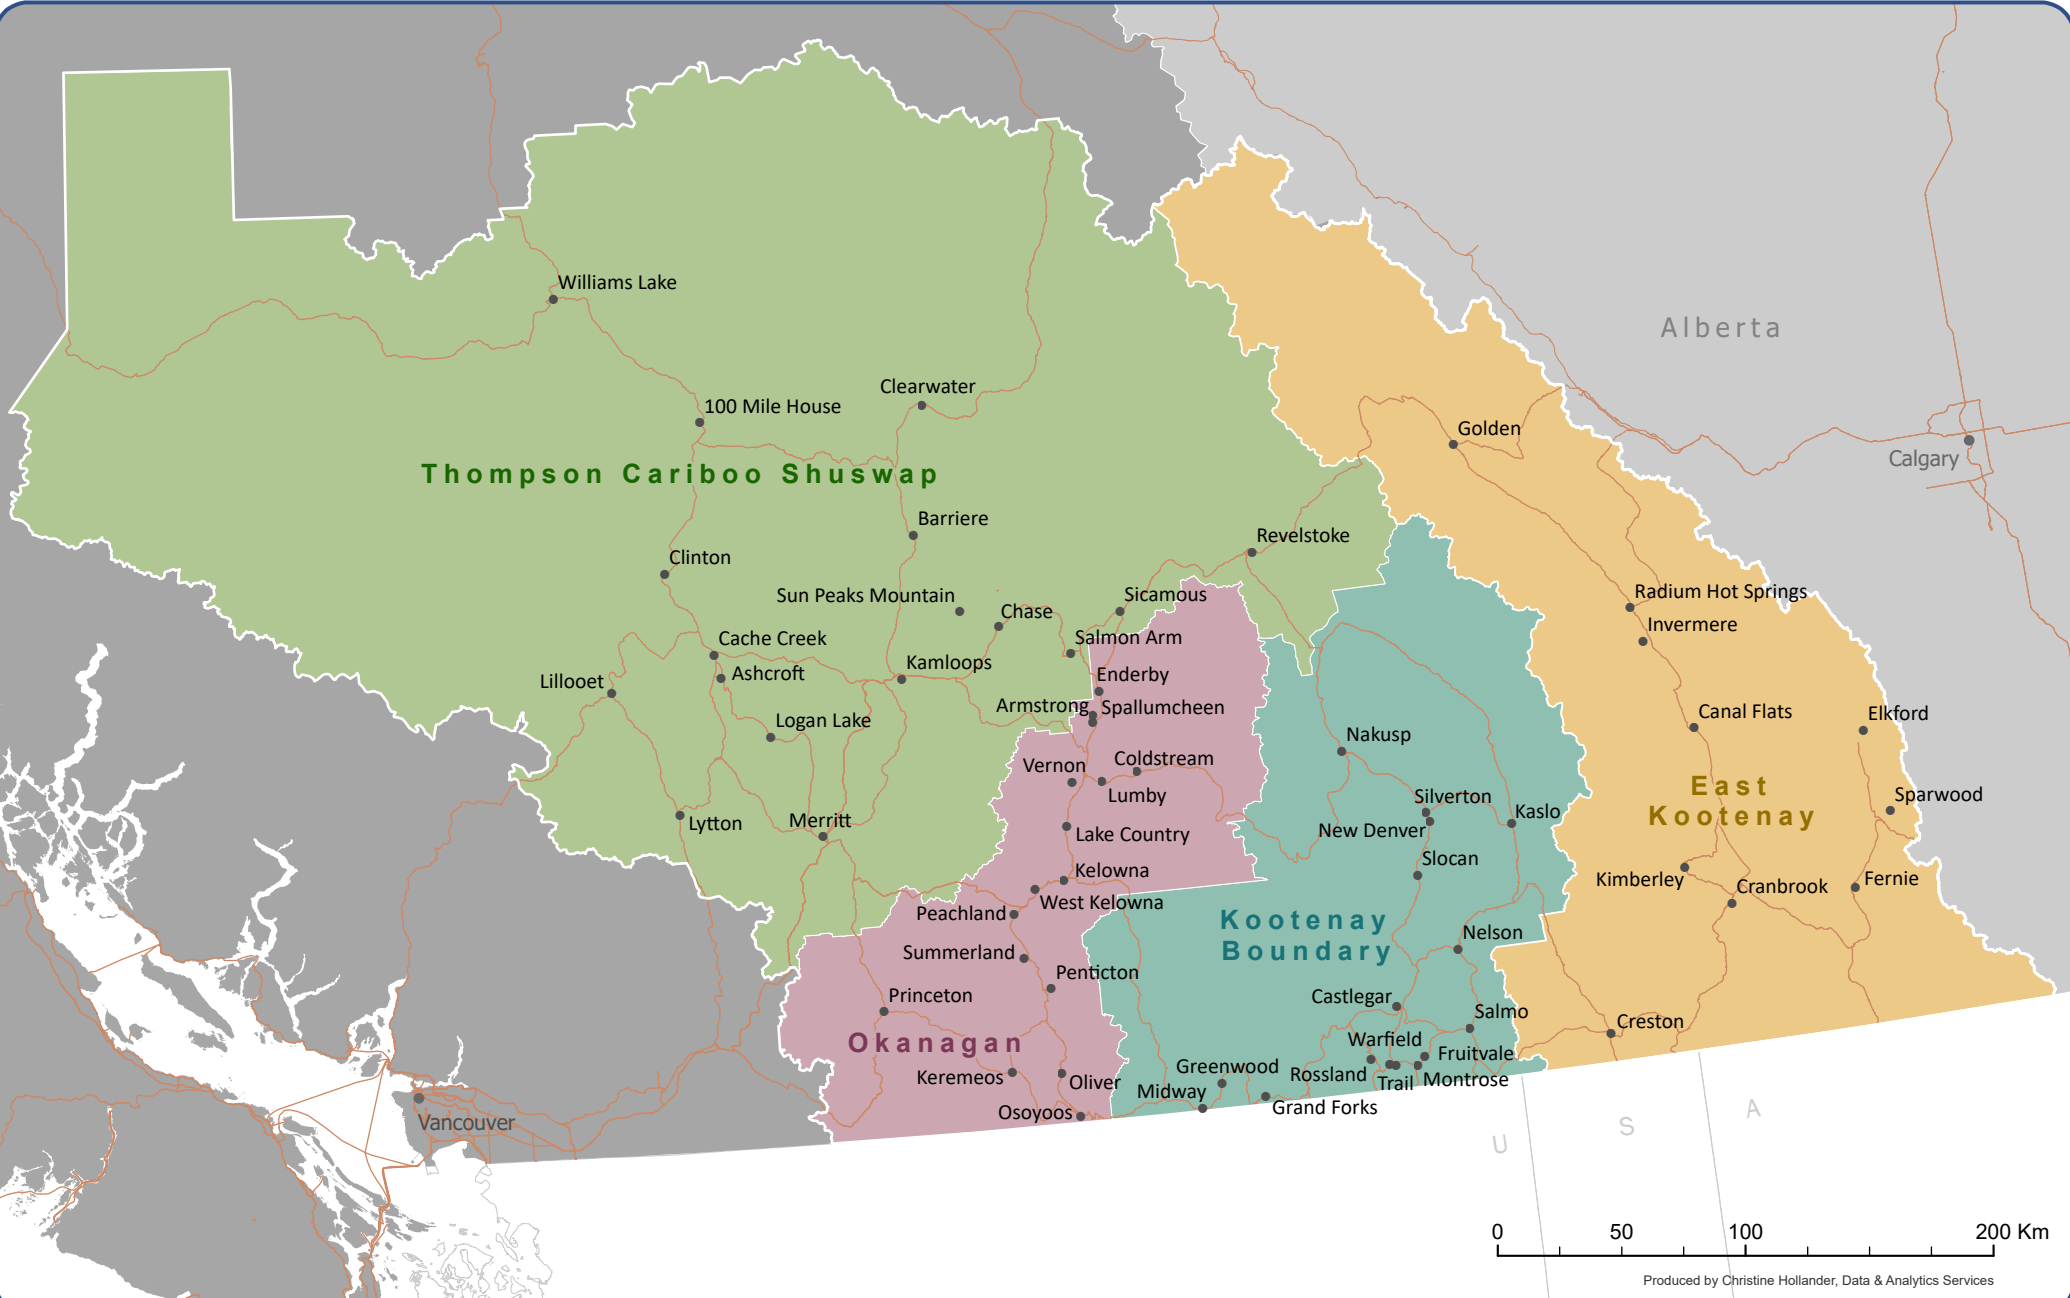 Williams Lake
Alberta
Clearwater
100 Mile House
Golden
Calgary
Thompson Cariboo Shuswap
Barriere
Revelstoke
Clinton
Sun Peaks Mountain
Chase
Sicamous
Radium Hot Springs
Invermere
Cache Creek
Salmon Arm
Kamloops
Ashcroft
Lillooet
Enderby
Armstrong
Spallumcheen
Logan Lake
Canal Flats
Elkford
Nakusp
Vernon
Coldstream
Lumby
East
Kootenay
Silverton
Sparwood
Kaslo
Lytton
Merritt
New Denver
Lake Country
Slocan
Kelowna
Kimberley
Cranbrook
Fernie
West Kelowna
Peachland
Kootenay
Boundary
Nelson
Summerland
Penticton
Princeton
Castlegar
Salmo
Creston
Okanagan
Warfield
Fruitvale
Greenwood
Rossland
Trail
Montrose
Keremeos
Oliver
Midway
Osoyoos
Grand Forks
Vancouver
U S A
0 50 100 200 Km
Produced by Christine Hollander, Data & Analytics Services